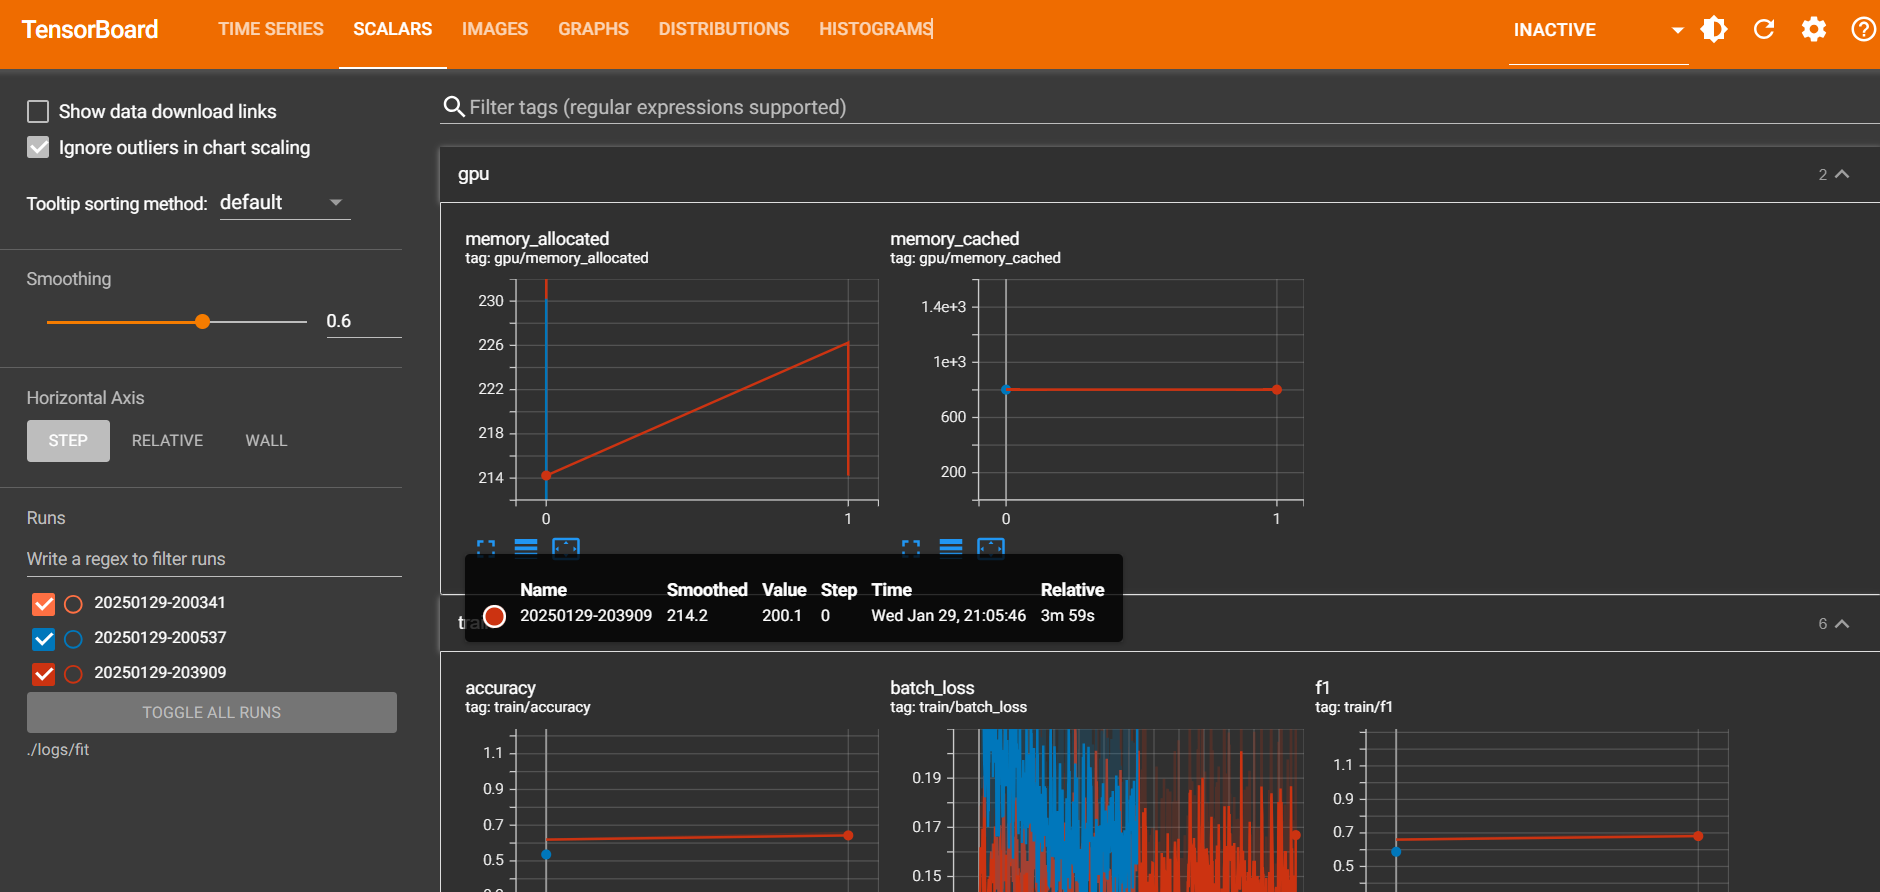 TensorBoard
TIME SERIES SCALARS IMAGES GRAPHS DISTRIBUTIONS HISTOGRAMS
INACTIVE
Show data download links
Ignore outliers in chart scaling
Tooltip sorting method: default
Smoothing
0.6
Horizontal Axis
STEP RELATIVE WALL
Runs
Write a regex to filter runs
20250129-200341
20250129-200537
20250129-203909
TOGGLE ALL RUNS
./logs/fit
Filter tags (regular expressions supported)
gpu 2
memory_allocated
tag: gpu/memory_allocated
230
226
222
218
214
0 1
memory_cached
tag: gpu/memory_cached
1.4e+3
1e+3
600
200
0 1
Name Smoothed Value Step Time Relative
20250129-203909 214.2 200.1 0 Wed Jan 29, 21:05:46 3m 59s
train 6
accuracy
tag: train/accuracy
1.1
0.9
0.7
0.5
0.3
batch_loss
tag: train/batch_loss
0.19
0.17
0.15
f1
tag: train/f1
1.1
0.9
0.7
0.5